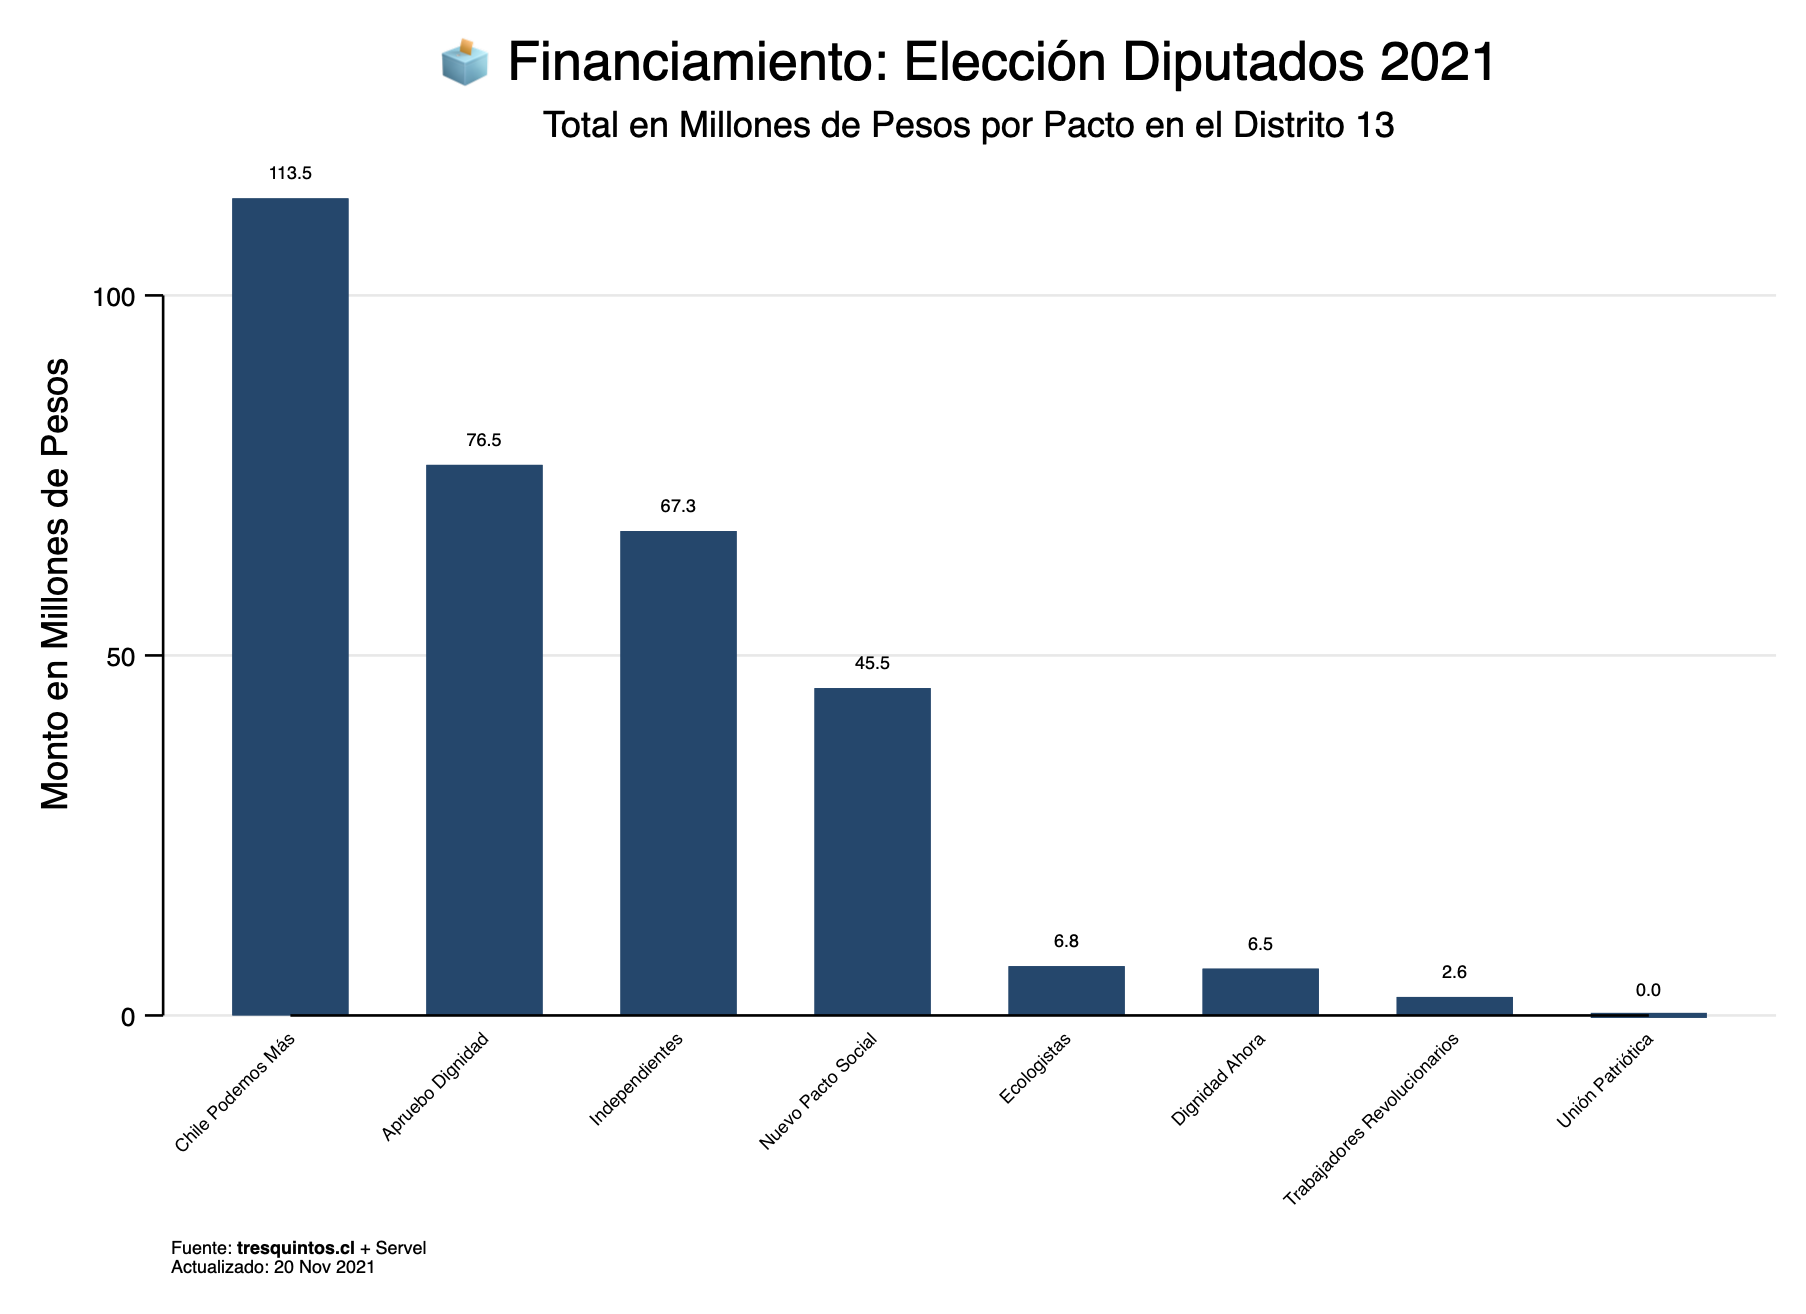 Financiamiento: Elección Diputados 2021
Total en Millones de Pesos por Pacto en el Distrito 13
Monto en Millones de Pesos
100
50
0
113.5
76.5
67.3
45.5
6.8
6.5
2.6
0.0
Chile Podemos Más
Apruebo Dignidad
Independientes
Nuevo Pacto Social
Ecologistas
Dignidad Ahora
Trabajadores Revolucionarios
Unión Patriótica
Fuente: tresquintos.cl + Servel
Actualizado: 20 Nov 2021